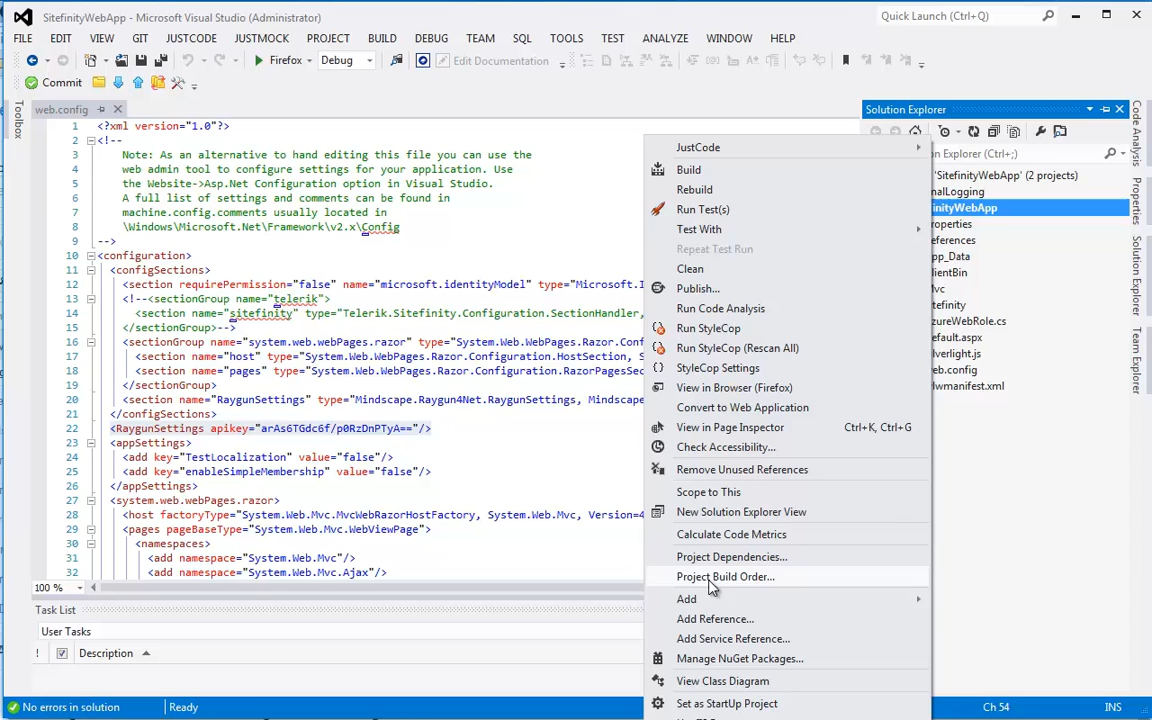 SitefinityWebApp - Microsoft Visual Studio (Administrator)
Quick Launch (Ctrl+Q)
FILE EDIT VIEW GIT JUSTCODE JUSTMOCK PROJECT BUILD DEBUG TEAM SQL TOOLS TEST ANALYZE WINDOW HELP
Firefox Debug Edit Documentation
Commit
Toolbox
web.config
1 <?xml version="1.0"?>
2 <!--
3 Note: As an alternative to hand editing this file you can use the
4 web admin tool to configure settings for your application. Use
5 the Website->Asp.Net Configuration option in Visual Studio.
6 A full list of settings and comments can be found in
7 machine.config.comments usually located in
8 \Windows\Microsoft.Net\Framework\v2.x\Config
9 -->
10 <configuration>
11 <configSections>
12 <section requirePermission="false" name="microsoft.identityModel" type="Microsoft.I
13 <!--<sectionGroup name="telerik">
14 <section name="sitefinity" type="Telerik.Sitefinity.Configuration.SectionHandler,
15 </sectionGroup>-->
16 <sectionGroup name="system.web.webPages.razor" type="System.Web.WebPages.Razor.Confi
17 <section name="host" type="System.Web.WebPages.Razor.Configuration.HostSection, S
18 <section name="pages" type="System.Web.WebPages.Razor.Configuration.RazorPagesSec
19 </sectionGroup>
20 <section name="RaygunSettings" type="Mindscape.Raygun4Net.RaygunSettings, Mindscape
21 </configSections>
22 <RaygunSettings apikey="arAs6TGdc6f/p0RzDnPTyA=="/>
23 <appSettings>
24 <add key="TestLocalization" value="false"/>
25 <add key="enableSimpleMembership" value="false"/>
26 </appSettings>
27 <system.web.webPages.razor>
28 <host factoryType="System.Web.Mvc.MvcWebRazorHostFactory, System.Web.Mvc, Version=4
29 <pages pageBaseType="System.Web.Mvc.WebViewPage">
30 <namespaces>
31 <add namespace="System.Web.Mvc"/>
32 <add namespace="System.Web.Mvc.Ajax"/>
100 %
Task List
User Tasks
! Description
No errors in solution Ready Ch 54 INS
JustCode
Build
Rebuild
Run Test(s)
Test With
Repeat Test Run
Clean
Publish...
Run Code Analysis
Run StyleCop
Run StyleCop (Rescan All)
StyleCop Settings
View in Browser (Firefox)
Convert to Web Application
View in Page Inspector Ctrl+K, Ctrl+G
Check Accessibility...
Remove Unused References
Scope to This
New Solution Explorer View
Calculate Code Metrics
Project Dependencies...
Project Build Order...
Add
Add Reference...
Add Service Reference...
Manage NuGet Packages...
View Class Diagram
Set as StartUp Project
Solution Explorer
n Explorer (Ctrl+;)
'SitefinityWebApp' (2 projects)
nalLogging
finityWebApp
operties
eferences
pp_Data
lientBin
Mvc
itefinity
zureWebRole.cs
efault.aspx
lverlight.js
eb.config
lwmanifest.xml
Code Analysis
Properties
Solution Explorer
Team Explorer